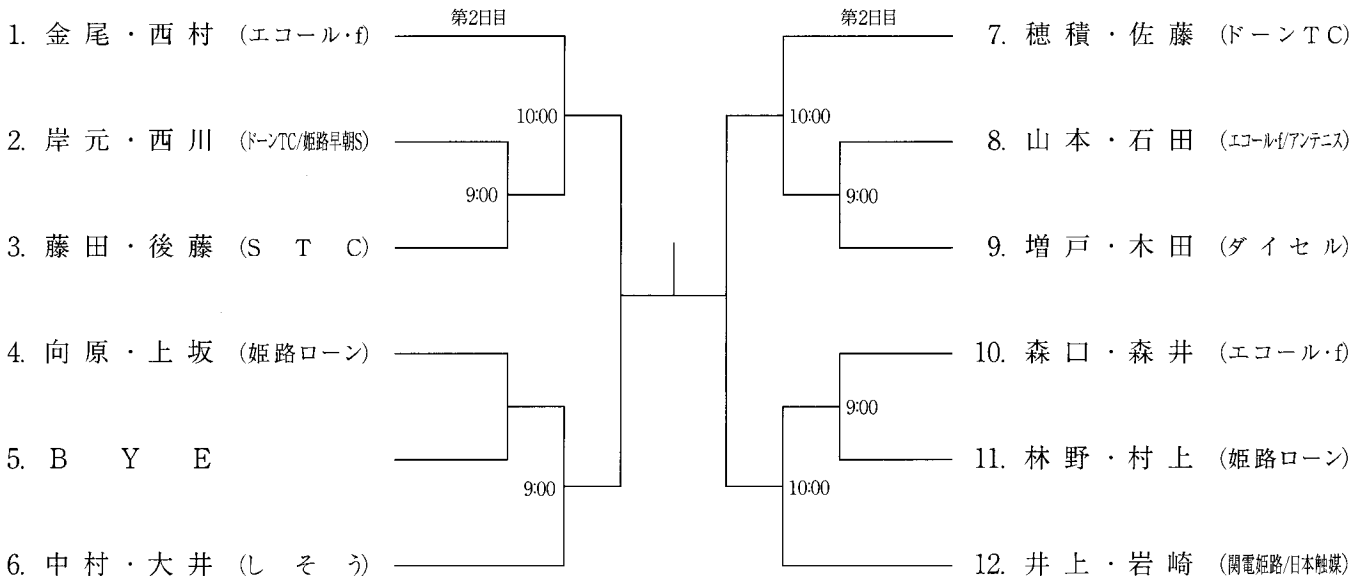 第2日目
1. 金尾・西村 (エコール・f)
10:00
2. 岸元・西川 (ドーンTC/姫路早朝S)
9:00
3. 藤田・後藤 (S T C)
4. 向原・上坂 (姫路ローン)
5. B Y E
9:00
6. 中村・大井 (しそう)
第2日目
7. 穂積・佐藤 (ドーンTC)
10:00
8. 山本・石田 (エコール・f/アンテニス)
9:00
9. 増戸・木田 (ダイセル)
10. 森口・森井 (エコール・f)
9:00
11. 林野・村上 (姫路ローン)
10:00
12. 井上・岩崎 (関電姫路/日本触媒)